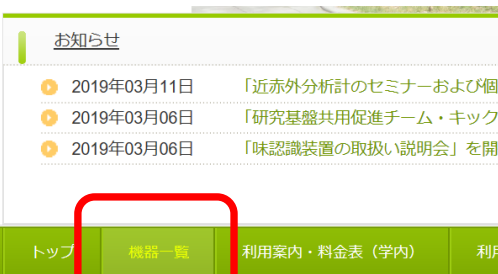 お知らせ
2019年03月11日 「近赤外分析計のセミナーおよび個
2019年03月06日 「研究基盤共用促進チーム・キック
2019年03月06日 「味認識装置の取扱い説明会」を開
トップ 機器一覧 利用案内・料金表（学内） 利用